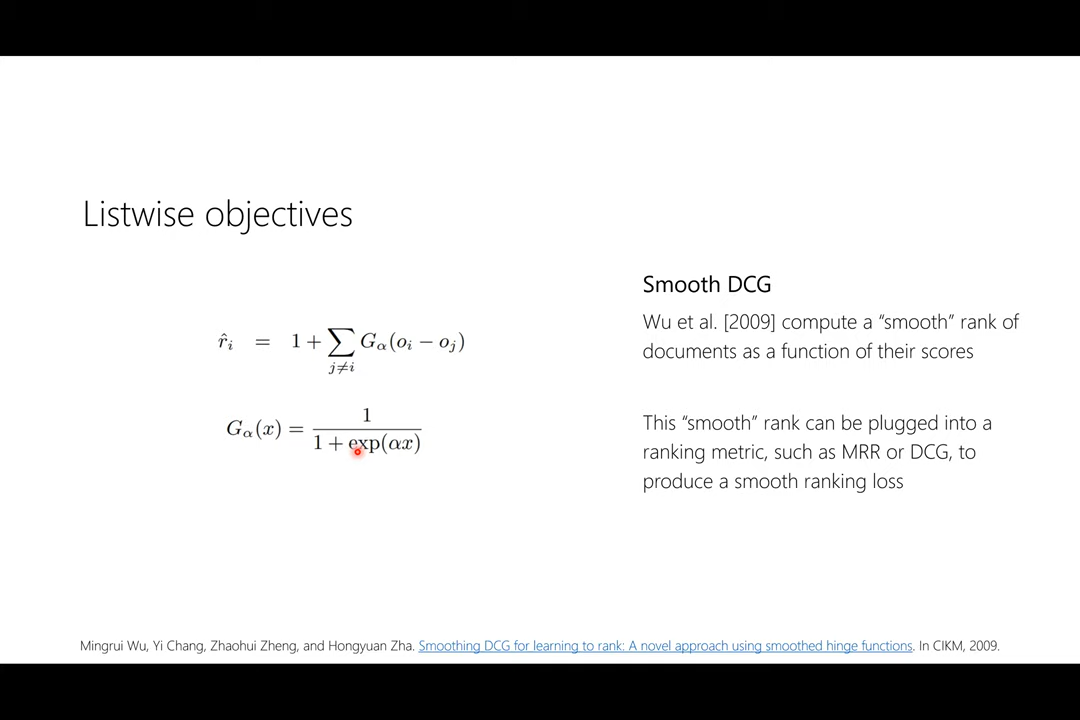 Listwise objectives
r̂ᵢ = 1 + ∑_{j≠i} G_α(oᵢ − oⱼ)
G_α(x) = 1 / (1 + exp(αx))
Smooth DCG
Wu et al. [2009] compute a “smooth” rank of
documents as a function of their scores
This “smooth” rank can be plugged into a
ranking metric, such as MRR or DCG, to
produce a smooth ranking loss
Mingrui Wu, Yi Chang, Zhaohui Zheng, and Hongyuan Zha. Smoothing DCG for learning to rank: A novel approach using smoothed hinge functions. In CIKM, 2009.